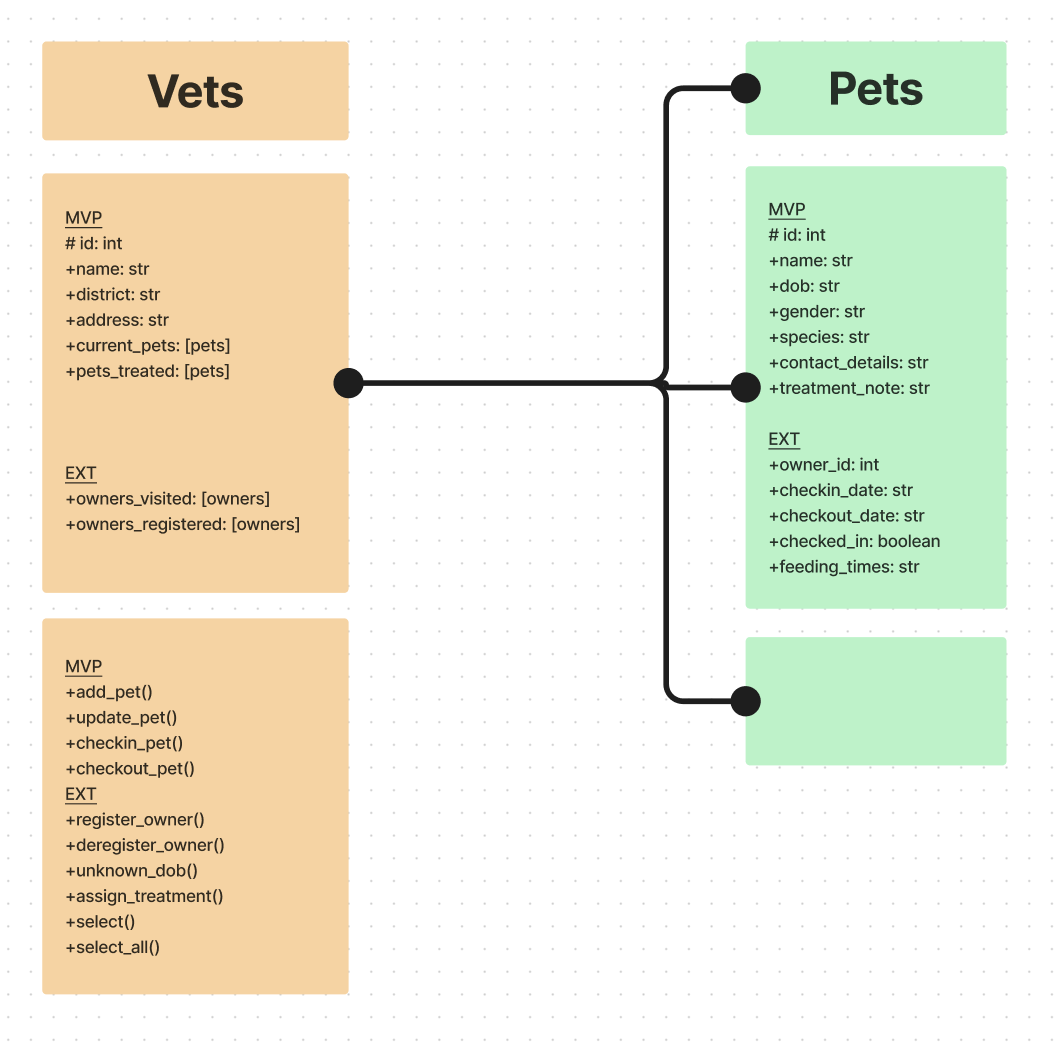 Vets
MVP
# id: int
+name: str
+district: str
+address: str
+current_pets: [pets]
+pets_treated: [pets]
EXT
+owners_visited: [owners]
+owners_registered: [owners]
MVP
+add_pet()
+update_pet()
+checkin_pet()
+checkout_pet()
EXT
+register_owner()
+deregister_owner()
+unknown_dob()
+assign_treatment()
+select()
+select_all()
Pets
MVP
# id: int
+name: str
+dob: str
+gender: str
+species: str
+contact_details: str
+treatment_note: str
EXT
+owner_id: int
+checkin_date: str
+checkout_date: str
+checked_in: boolean
+feeding_times: str